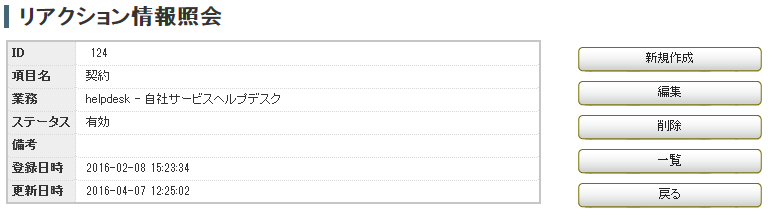 リアクション情報照会
ID 124
項目名 契約
業務 helpdesk - 自社サービスヘルプデスク
ステータス 有効
備考
登録日時 2016-02-08 15:23:34
更新日時 2016-04-07 12:25:02
新規作成
編集
削除
一覧
戻る